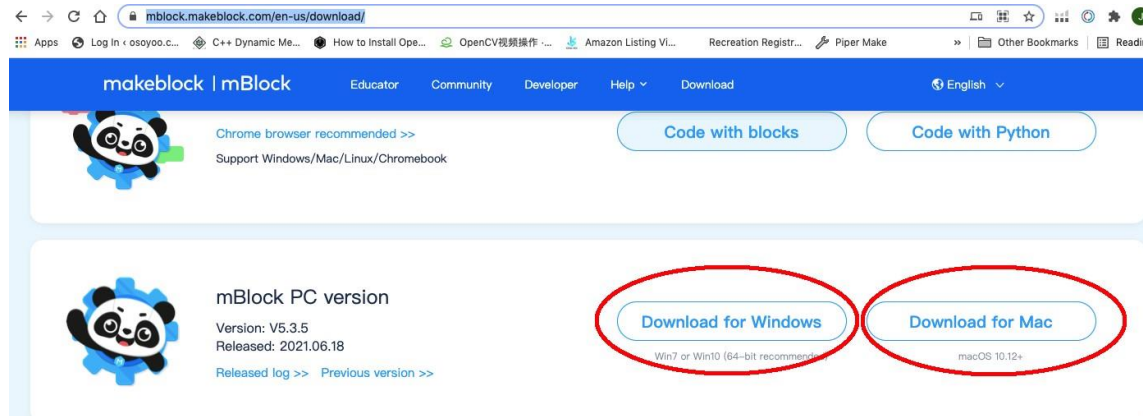 mblock.makeblock.com/en-us/download/
Apps Log In ‹ osoyoo.c... C++ Dynamic Me... How to Install Ope... OpenCV视频操作 -... Amazon Listing Vi... Recreation Registr... Piper Make » Other Bookmarks Readi
makeblock | mBlock Educator Community Developer Help Download English
Chrome browser recommended >>
Support Windows/Mac/Linux/Chromebook
Code with blocks Code with Python
mBlock PC version
Version: V5.3.5
Released: 2021.06.18
Released log >> Previous version >>
Download for Windows Download for Mac
Win7 or Win10 (64-bit recommende macOS 10.12+